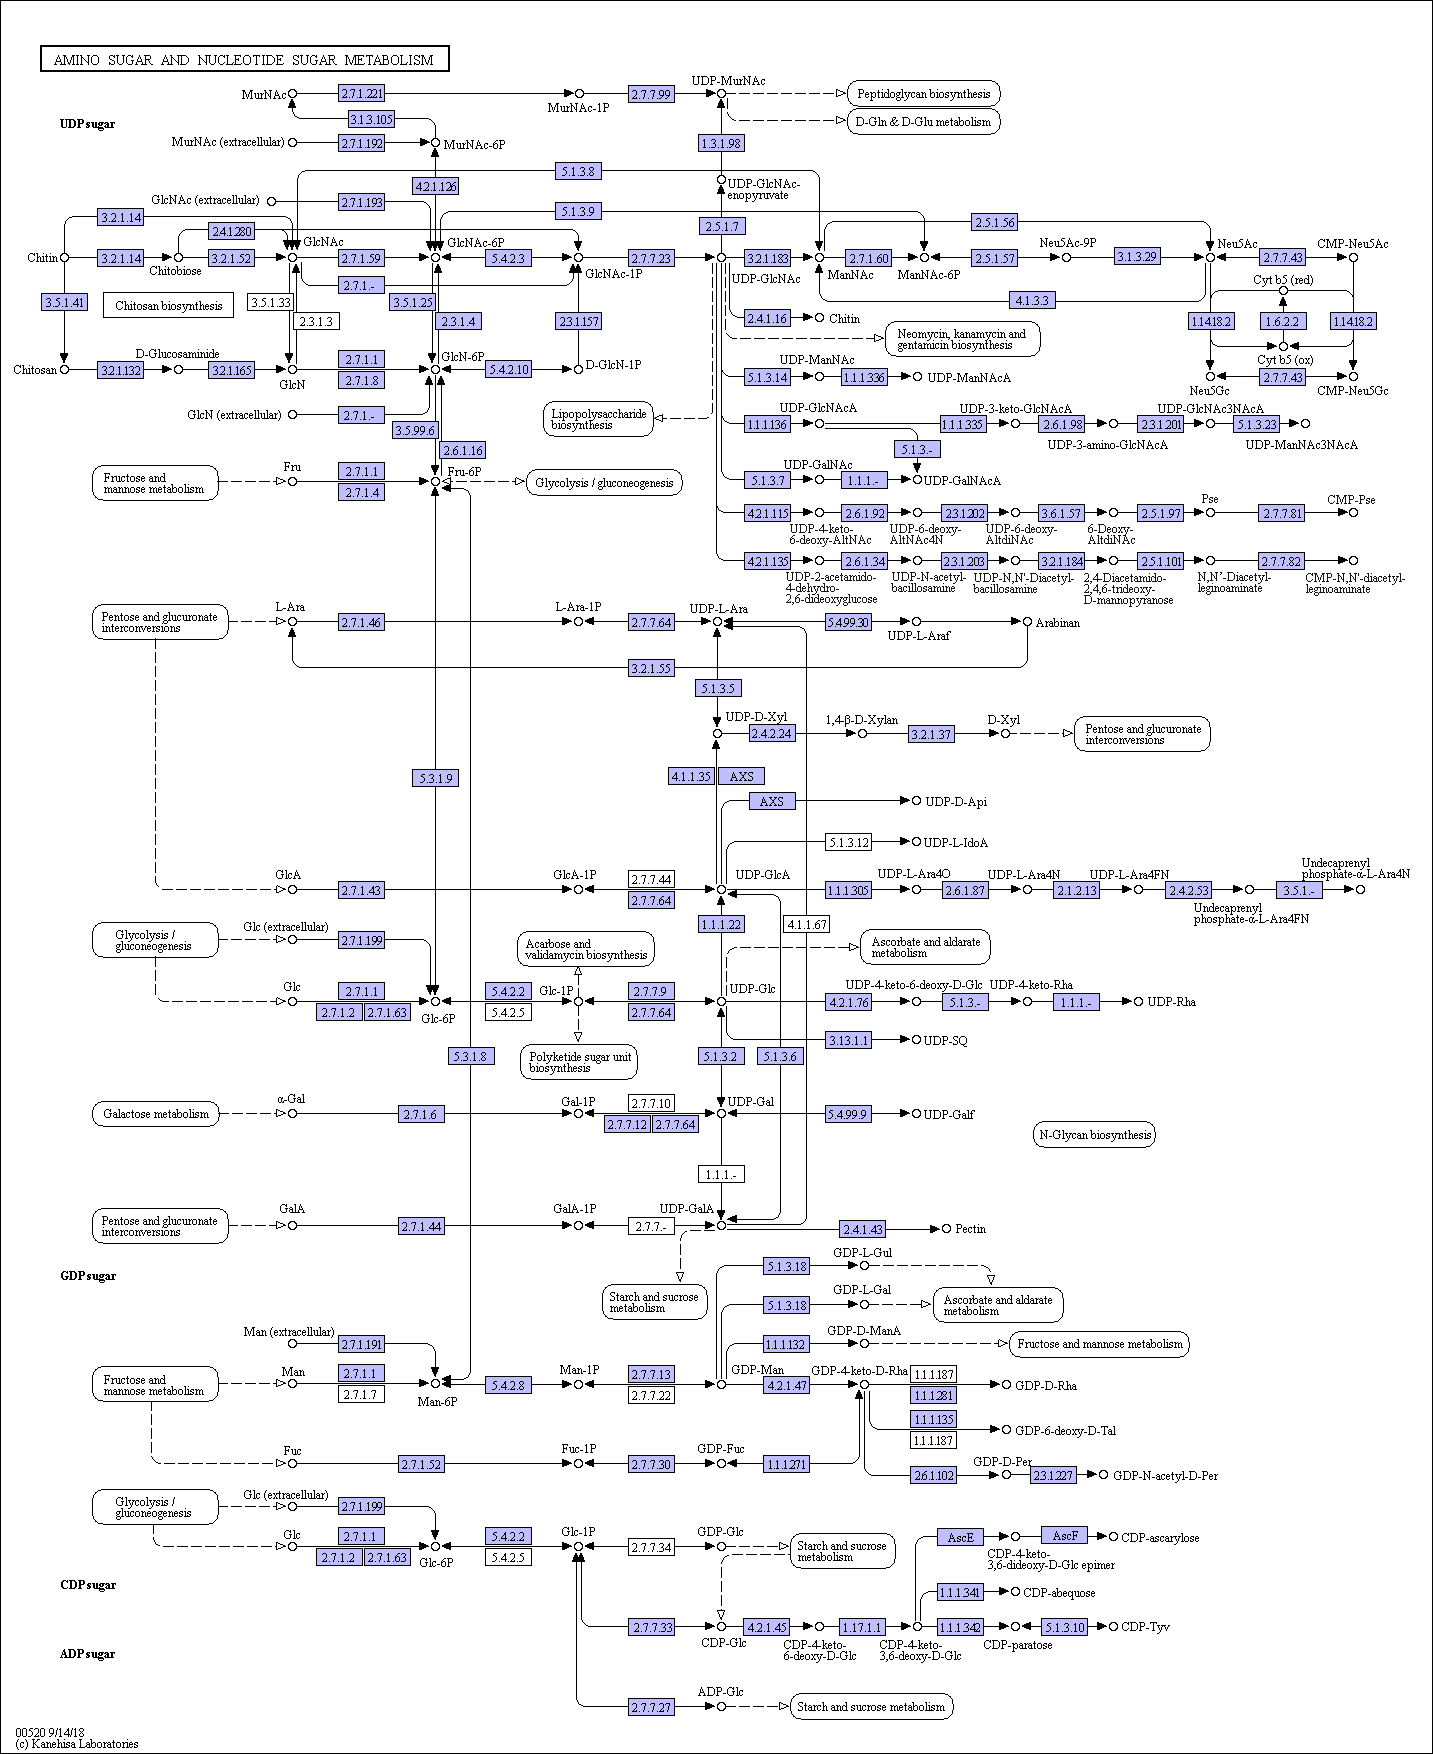 AMINO SUGAR AND NUCLEOTIDE SUGAR METABOLISM
UDP-MurNAc
MurNAc
2.7.1.221
MurNAc-1P
2.7.7.99
Peptidoglycan biosynthesis
UDPsugar
3.1.3.105
D-Gln & D-Glu metabolism
MurNAc (extracellular)
2.7.1.192
MurNAc-6P
1.3.1.98
5.1.3.8
4.2.1.126
UDP-GlcNAc-
enopyruvate
GlcNAc (extracellular)
2.7.1.193
5.1.3.9
3.2.1.14
2.5.1.7
2.5.1.56
2.4.1.280
GlcNAc
GlcNAc-6P
Neu5Ac-9P
Neu5Ac
CMP-Neu5Ac
Chitin
3.2.1.14
Chitobiose
3.2.1.52
2.7.1.59
5.4.2.3
GlcNAc-1P
2.7.7.23
UDP-GlcNAc
3.2.1.183
ManNAc
2.7.1.60
ManNAc-6P
2.5.1.57
3.1.3.29
2.7.7.43
2.7.1.-
Cyt b5 (red)
3.5.1.41
Chitosan biosynthesis
3.5.1.33
3.5.1.25
4.1.3.3
2.3.1.3
2.3.1.4
2.3.1.157
2.4.1.16
Chitin
1.14.18.2
1.6.2.2
1.14.18.2
Neomycin, kanamycin and
gentamicin biosynthesis
D-Glucosaminide
2.7.1.1
GlcN-6P
UDP-ManNAc
Cyt b5 (ox)
Chitosan
3.2.1.132
3.2.1.165
GlcN
2.7.1.8
5.4.2.10
D-GlcN-1P
5.1.3.14
1.1.1.336
UDP-ManNAcA
Neu5Gc
2.7.7.43
CMP-Neu5Gc
GlcN (extracellular)
2.7.1.-
Lipopolysaccharide
biosynthesis
UDP-GlcNAcA
UDP-3-keto-GlcNAcA
UDP-GlcNAc3NAcA
1.1.1.136
1.1.1.335
2.6.1.98
2.3.1.201
5.1.3.23
3.5.99.6
UDP-3-amino-GlcNAcA
UDP-ManNAc3NAcA
2.6.1.16
5.1.3.-
Fructose and
mannose metabolism
Fru
2.7.1.1
2.7.1.4
Fru-6P
Glycolysis / gluconeogenesis
UDP-GalNAc
5.1.3.7
1.1.1.-
UDP-GalNAcA
Pse
CMP-Pse
4.2.1.115
2.6.1.92
2.3.1.202
3.6.1.57
2.5.1.97
2.7.7.81
UDP-4-keto-
6-deoxy-AltNAc
UDP-6-deoxy-
AltNAc4N
UDP-6-deoxy-
AltdiNAc
6-Deoxy-
AltdiNAc
4.2.1.135
2.6.1.34
2.3.1.203
3.2.1.184
2.5.1.101
2.7.7.82
UDP-2-acetamido-
4-dehydro-
2,6-dideoxyglucose
UDP-N-acetyl-
bacillosamine
UDP-N,N'-Diacetyl-
bacillosamine
2,4-Diacetamido-
2,4,6-trideoxy-
D-mannopyranose
N,N'-Diacetyl-
leginoaminate
CMP-N,N'-diacetyl-
leginoaminate
Pentose and glucuronate
interconversions
L-Ara
2.7.1.46
L-Ara-1P
2.7.7.64
UDP-L-Ara
5.4.99.30
UDP-L-Araf
Arabinan
3.2.1.55
5.1.3.5
UDP-D-Xyl
2.4.2.24
1,4-β-D-Xylan
3.2.1.37
D-Xyl
Pentose and glucuronate
interconversions
5.3.1.9
4.1.1.35
AXS
AXS
UDP-D-Api
5.1.3.12
UDP-L-IdoA
GlcA
2.7.1.43
GlcA-1P
2.7.7.44
2.7.7.64
UDP-GlcA
1.1.1.305
UDP-L-Ara4O
2.6.1.87
UDP-L-Ara4N
2.1.2.13
UDP-L-Ara4FN
2.4.2.53
Undecaprenyl
phosphate-α-L-Ara4FN
3.5.1.-
Undecaprenyl
phosphate-α-L-Ara4N
Glycolysis /
gluconeogenesis
Glc (extracellular)
2.7.1.199
Acarbose and
validamycin biosynthesis
1.1.1.22
4.1.1.67
Ascorbate and aldarate
metabolism
Glc
2.7.1.1
2.7.1.2
2.7.1.63
Glc-6P
5.4.2.2
5.4.2.5
Glc-1P
2.7.7.9
2.7.7.64
UDP-Glc
4.2.1.76
UDP-4-keto-6-deoxy-D-Glc
5.1.3.-
UDP-4-keto-Rha
1.1.1.-
UDP-Rha
3.13.1.1
UDP-SQ
5.3.1.8
Polyketide sugar unit
biosynthesis
5.1.3.2
5.1.3.6
Galactose metabolism
α-Gal
2.7.1.6
Gal-1P
2.7.7.10
2.7.7.12
2.7.7.64
UDP-Gal
5.4.99.9
UDP-Galf
N-Glycan biosynthesis
1.1.1.-
Pentose and glucuronate
interconversions
GalA
2.7.1.44
GalA-1P
2.7.7.-
UDP-GalA
2.4.1.43
Pectin
GDPsugar
Starch and sucrose
metabolism
5.1.3.18
GDP-L-Gul
5.1.3.18
GDP-L-Gal
Ascorbate and aldarate
metabolism
Man (extracellular)
2.7.1.191
1.1.1.132
GDP-D-ManA
Fructose and mannose metabolism
Fructose and
mannose metabolism
Man
2.7.1.1
2.7.1.7
Man-6P
5.4.2.8
Man-1P
2.7.7.13
2.7.7.22
GDP-Man
4.2.1.47
GDP-4-keto-D-Rha
1.1.1.187
1.1.1.281
GDP-D-Rha
1.1.1.135
1.1.1.187
GDP-6-deoxy-D-Tal
Fuc
2.7.1.52
Fuc-1P
2.7.7.30
GDP-Fuc
1.1.1.271
2.6.1.102
GDP-D-Per
2.3.1.227
GDP-N-acetyl-D-Per
Glycolysis /
gluconeogenesis
Glc (extracellular)
2.7.1.199
Glc
2.7.1.1
2.7.1.2
2.7.1.63
Glc-6P
5.4.2.2
5.4.2.5
Glc-1P
2.7.7.34
GDP-Glc
Starch and sucrose
metabolism
AscE
CDP-4-keto-
3,6-dideoxy-D-Glc epimer
AscF
CDP-ascarylose
CDPsugar
1.1.1.341
CDP-abequose
2.7.7.33
CDP-Glc
4.2.1.45
CDP-4-keto-
6-deoxy-D-Glc
1.17.1.1
CDP-4-keto-
3,6-deoxy-D-Glc
1.1.1.342
CDP-paratose
5.1.3.10
CDP-Tyv
ADPsugar
2.7.7.27
ADP-Glc
Starch and sucrose metabolism
00520 9/14/18
(c) Kanehisa Laboratories